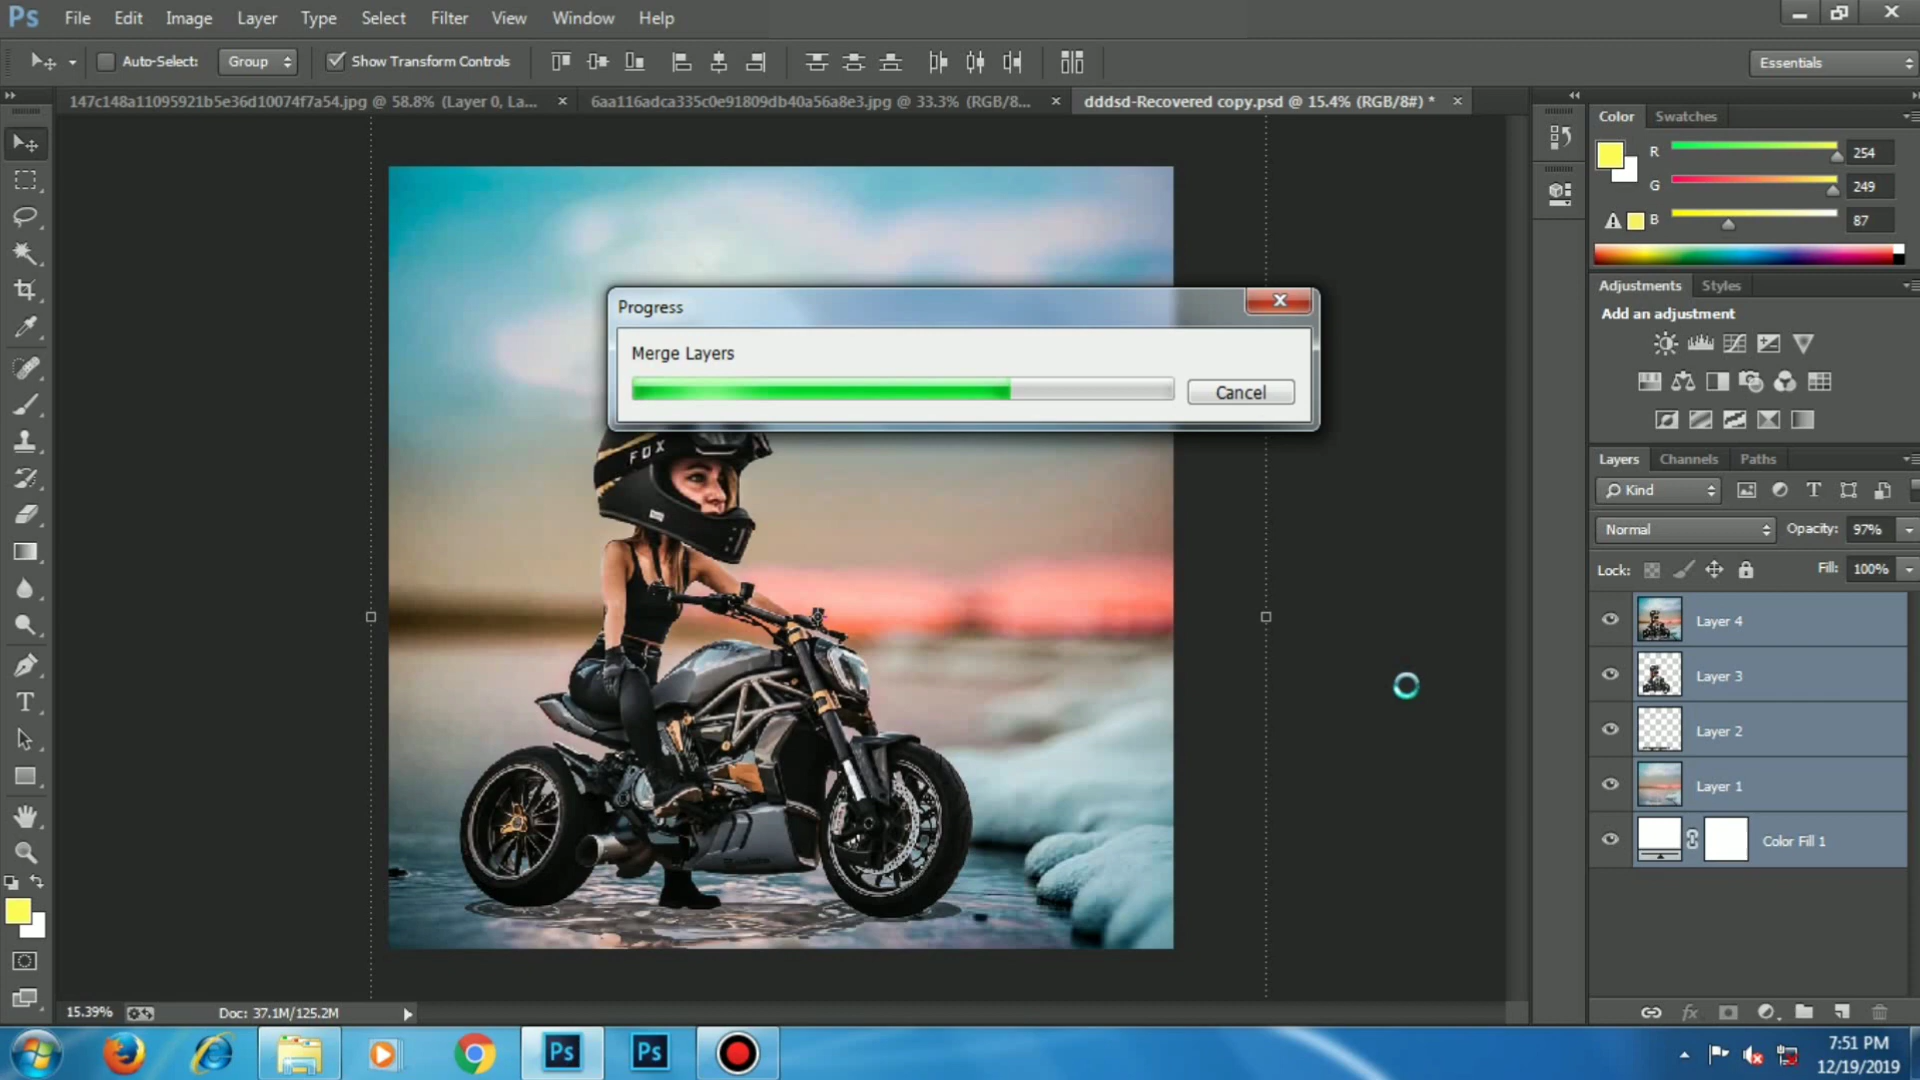 Ps File Edit Image Layer Type Select Filter View Window Help
Auto-Select: Group Show Transform Controls Essentials
147c148a11095921b5e36d10074f7a54.jpg @ 58.8% (Layer 0, La... 6aa116adca335c0e91809db40a56a8e3.jpg @ 33.3% (RGB/8... dddsd-Recovered copy.psd @ 15.4% (RGB/8#) *
Color Swatches
R 254
G 249
B 87
Adjustments Styles
Add an adjustment
Progress
Merge Layers
Cancel
FOX
Layers Channels Paths
Kind
Normal Opacity: 97%
Lock: Fill: 100%
Layer 4
Layer 3
Layer 2
Layer 1
Color Fill 1
15.39% Doc: 37.1M/125.2M
Ps Ps
7:51 PM
12/19/2019